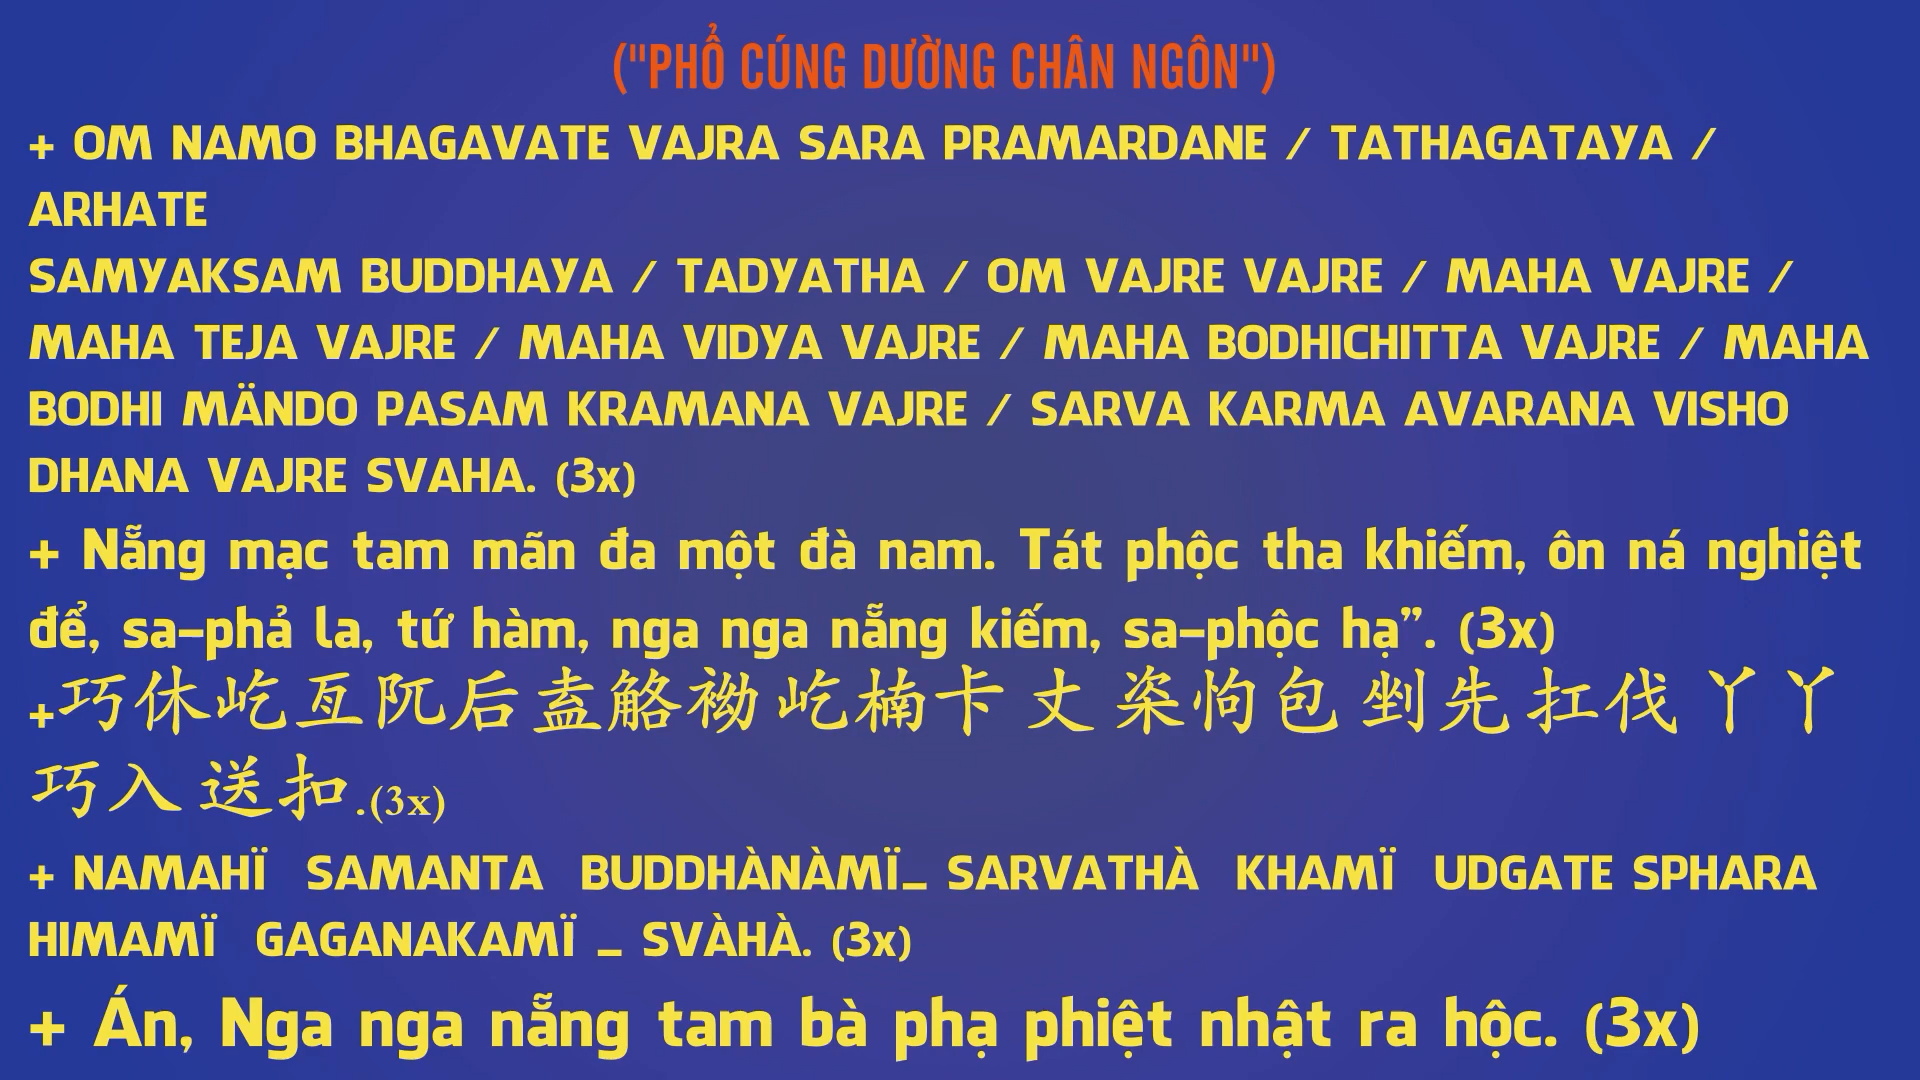 ("PHỔ CÚNG DƯỜNG CHÂN NGÔN")
+ OM NAMO BHAGAVATE VAJRA SARA PRAMARDANE / TATHAGATAYA /
ARHATE
SAMYAKSAM BUDDHAYA / TADYATHA / OM VAJRE VAJRE / MAHA VAJRE /
MAHA TEJA VAJRE / MAHA VIDYA VAJRE / MAHA BODHICHITTA VAJRE / MAHA
BODHI MÄNDO PASAM KRAMANA VAJRE / SARVA KARMA AVARANA VISHO
DHANA VAJRE SVAHA. (3x)
+ Nẵng mạc tam mãn đa một đà nam. Tát phộc tha khiếm, ôn ná nghiệt
để, sa-phả la, tứ hàm, nga nga nẵng kiếm, sa-phộc hạ”. (3x)
+巧休屹亙阮后盍觡袎屹楠卡 丈 楶怐包 剉先扛伐 丫丫
巧入 送扣.(3x)
+ NAMAHÏ SAMANTA BUDDHÀNÀMÏ_ SARVATHÀ KHAMÏ UDGATE SPHARA
HIMAMÏ GAGANAKAMÏ _ SVÀHÀ. (3x)
+ Án, Nga nga nẵng tam bà phạ phiệt nhật ra hộc. (3x)